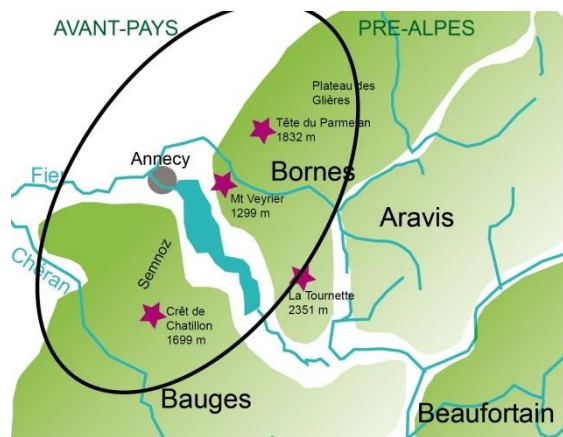 AVANT-PAYS
PRE-ALPES
Plateau des
Glières
Tête du Parmelan
1832 m
Annecy
Fier
Bornes
Mt Veyrier
1299 m
Aravis
Semnoz
Chéran
La Tournette
2351 m
Crêt de
Chatillon
1699 m
Bauges
Beaufortain